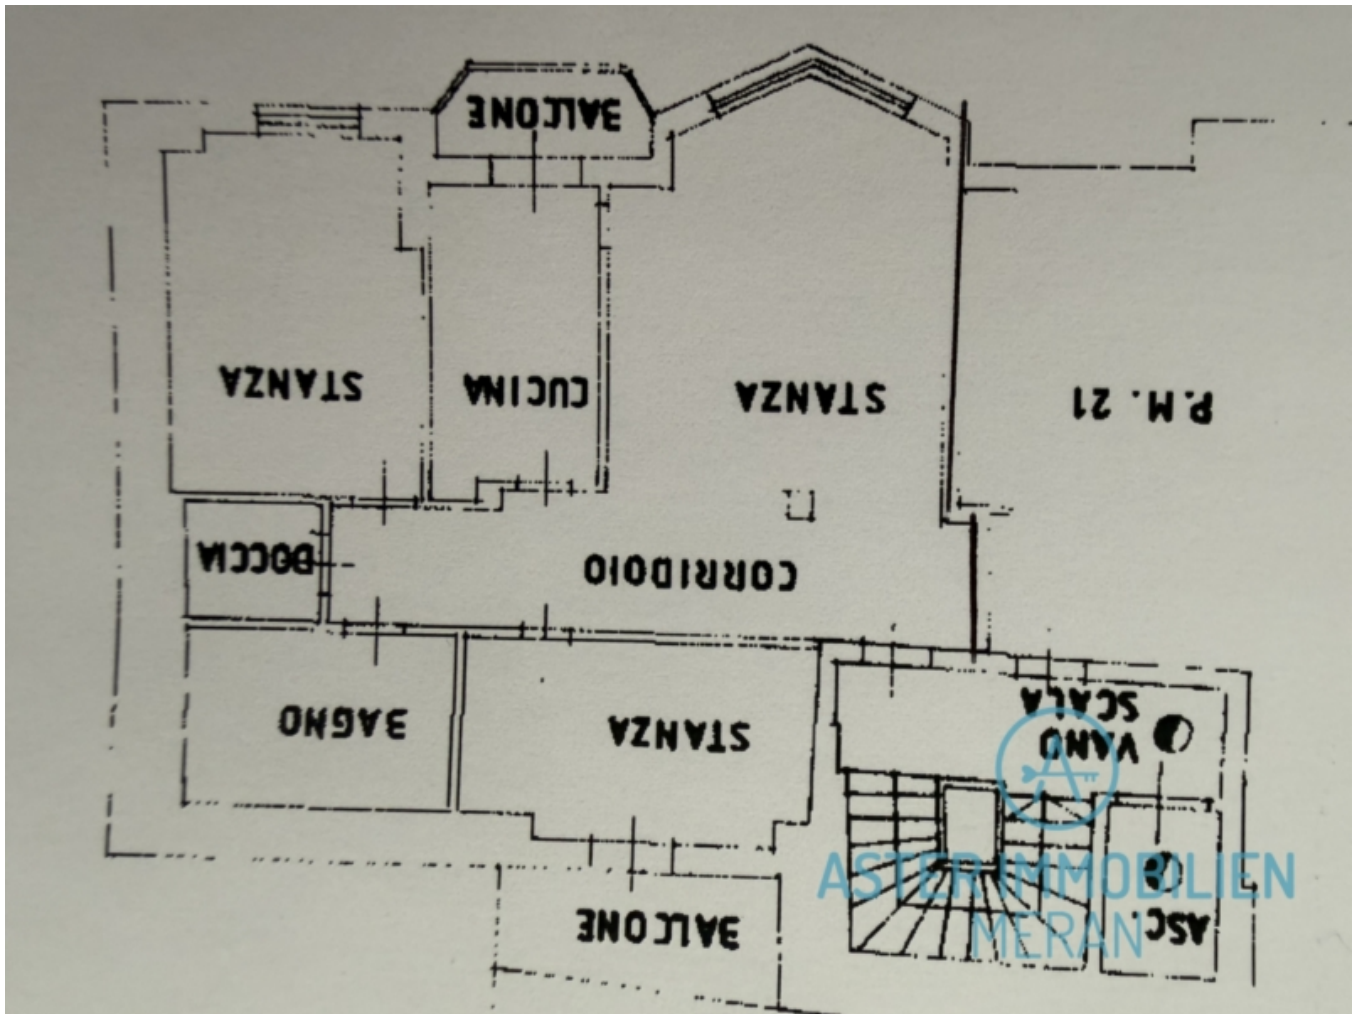 BALCONE
STANZA
CUCINA
STANZA
P.M. 21
DOCCIA
CORRIDOIO
BAGNO
STANZA
VANO
SCALA
BALCONE
ASC.
ASTER IMMOBILIEN
MERAN